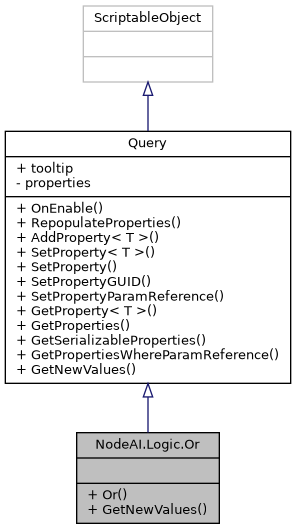 ScriptableObject
Query
+ tooltip
- properties
+ OnEnable()
+ RepopulateProperties()
+ AddProperty< T >()
+ SetProperty< T >()
+ SetProperty()
+ SetPropertyGUID()
+ SetPropertyParamReference()
+ GetProperty< T >()
+ GetProperties()
+ GetSerializableProperties()
+ GetPropertiesWhereParamReference()
+ GetNewValues()
NodeAI.Logic.Or
+ Or()
+ GetNewValues()